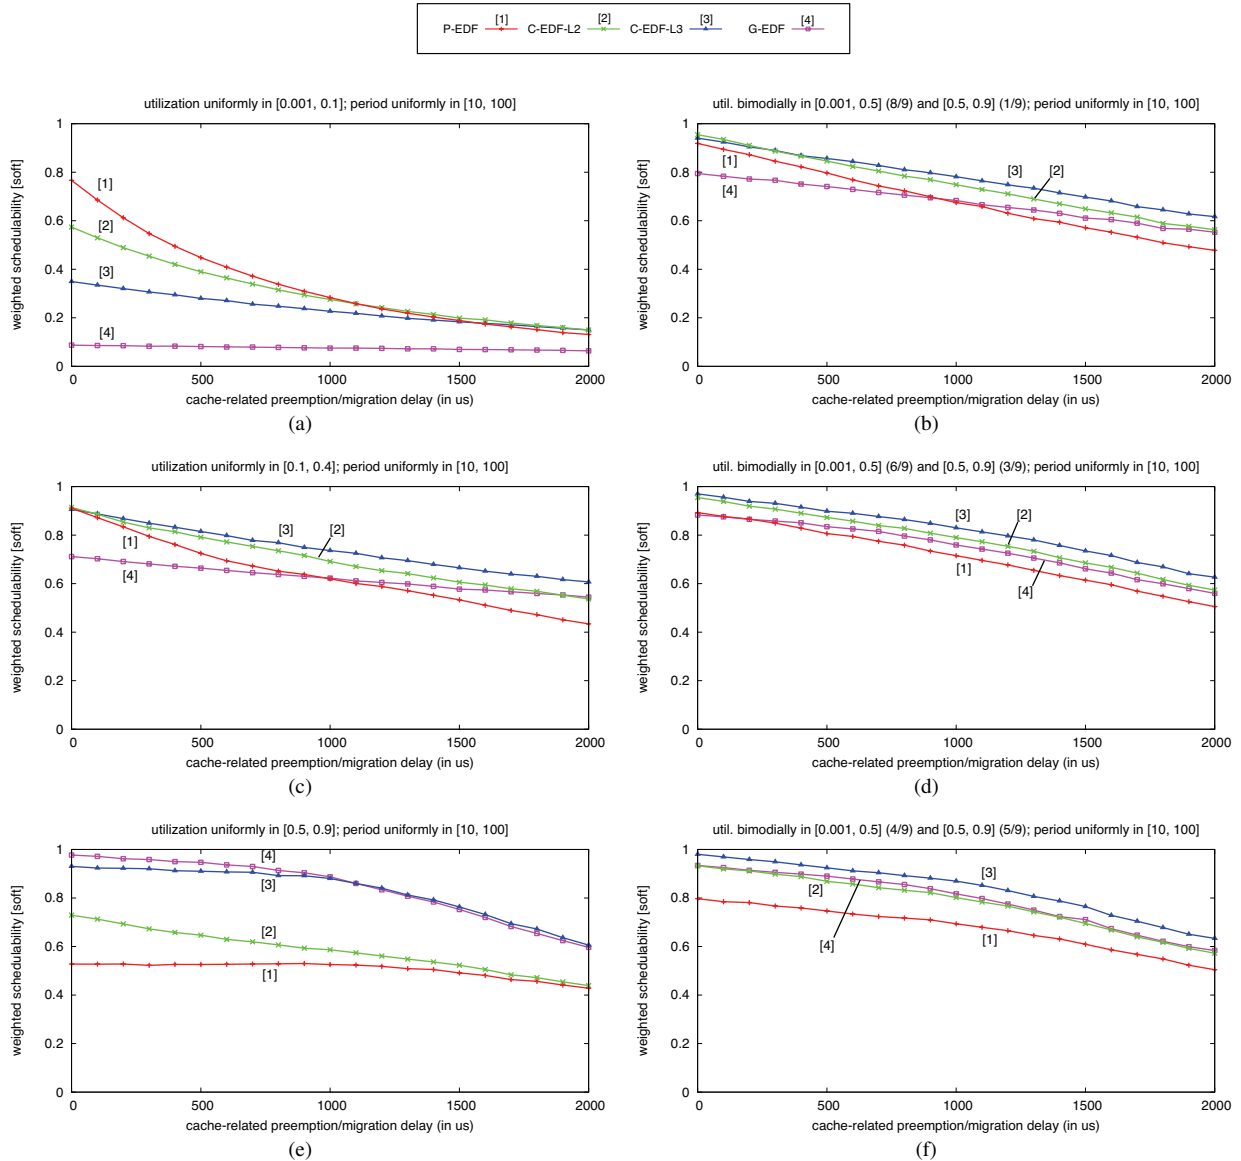 P-EDF [1] C-EDF-L2 [2] C-EDF-L3 [3] G-EDF [4]
utilization uniformly in [0.001, 0.1]; period uniformly in [10, 100]
weighted schedulability [soft]
1
0.8
0.6
0.4
0.2
0
[1]
[2]
[3]
[4]
0 500 1000 1500 2000
cache-related preemption/migration delay (in us)
(a)
util. bimodially in [0.001, 0.5] (8/9) and [0.5, 0.9] (1/9); period uniformly in [10, 100]
weighted schedulability [soft]
1
0.8
0.6
0.4
0.2
0
[1]
[4]
[3]
[2]
0 500 1000 1500 2000
cache-related preemption/migration delay (in us)
(b)
utilization uniformly in [0.1, 0.4]; period uniformly in [10, 100]
weighted schedulability [soft]
1
0.8
0.6
0.4
0.2
0
[1]
[4]
[3]
[2]
0 500 1000 1500 2000
cache-related preemption/migration delay (in us)
(c)
util. bimodially in [0.001, 0.5] (6/9) and [0.5, 0.9] (3/9); period uniformly in [10, 100]
weighted schedulability [soft]
1
0.8
0.6
0.4
0.2
0
[3]
[2]
[1]
[4]
0 500 1000 1500 2000
cache-related preemption/migration delay (in us)
(d)
utilization uniformly in [0.5, 0.9]; period uniformly in [10, 100]
weighted schedulability [soft]
1
0.8
0.6
0.4
0.2
0
[4]
[3]
[2]
[1]
0 500 1000 1500 2000
cache-related preemption/migration delay (in us)
(e)
util. bimodially in [0.001, 0.5] (4/9) and [0.5, 0.9] (5/9); period uniformly in [10, 100]
weighted schedulability [soft]
1
0.8
0.6
0.4
0.2
0
[3]
[2]
[4]
[1]
0 500 1000 1500 2000
cache-related preemption/migration delay (in us)
(f)